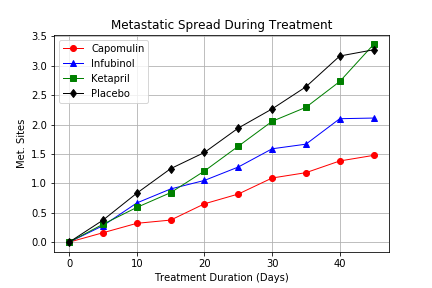 Metastatic Spread During Treatment
Capomulin
Infubinol
Ketapril
Placebo
Met. Sites
3.5
3.0
2.5
2.0
1.5
1.0
0.5
0.0
0 10 20 30 40
Treatment Duration (Days)